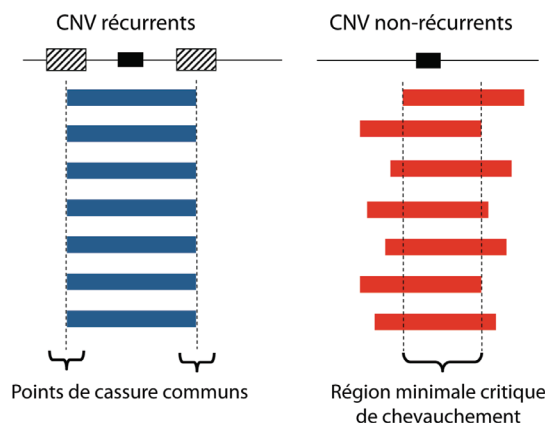 CNV récurrents
CNV non-récurrents
Points de cassure communs
Région minimale critique
de chevauchement